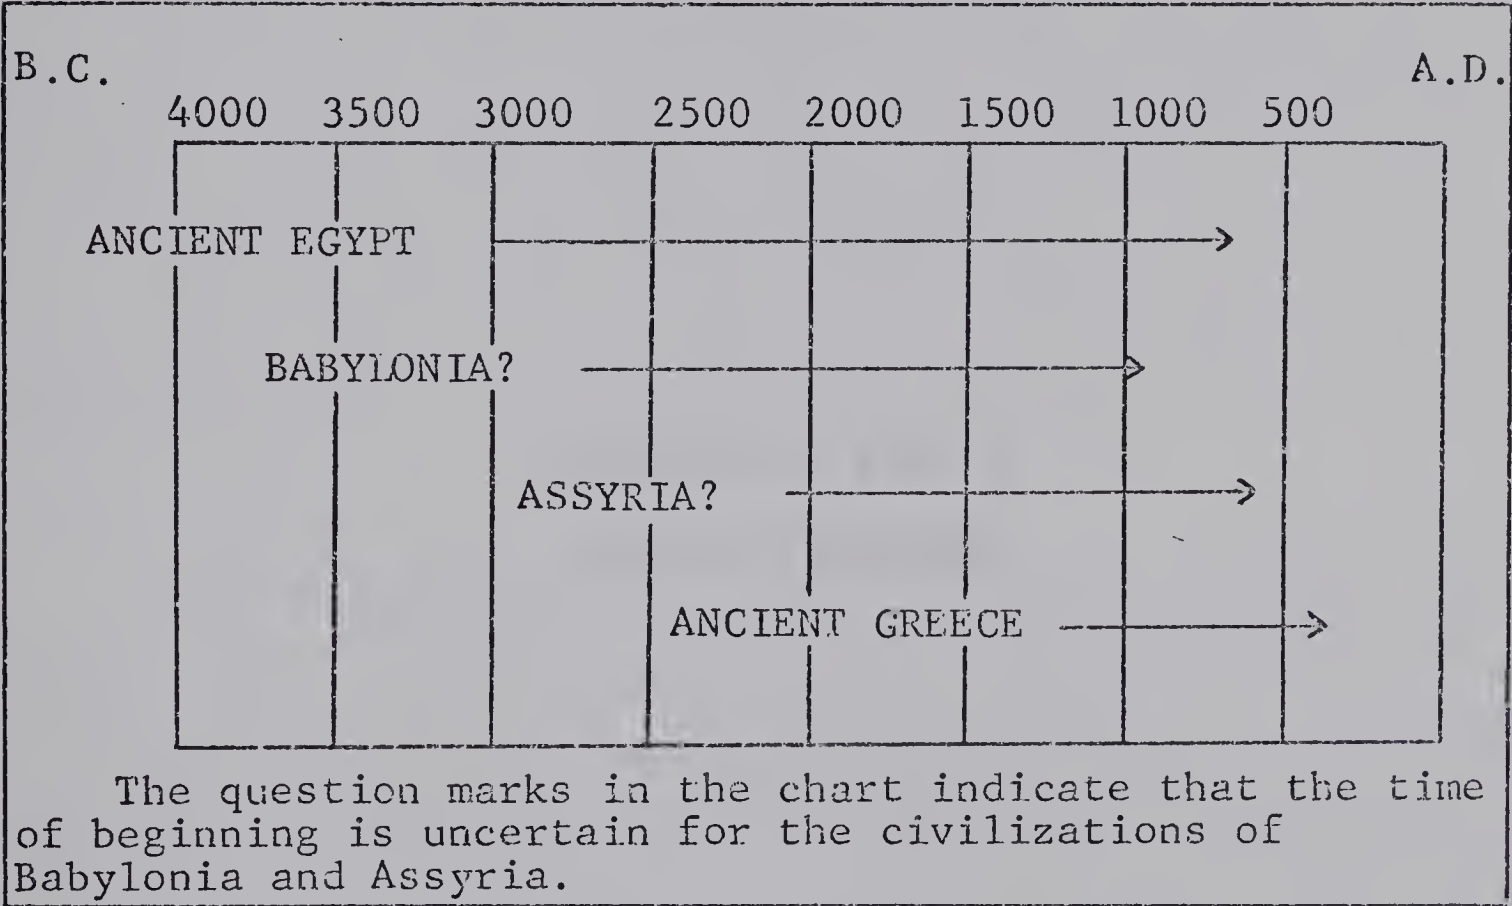 B.C. A.D.
4000 3500 3000 2500 2000 1500 1000 500
ANCIENT EGYPT
BABYLONIA?
ASSYRIA?
ANCIENT GREECE
The question marks in the chart indicate that the time
of beginning is uncertain for the civilizations of
Babylonia and Assyria.